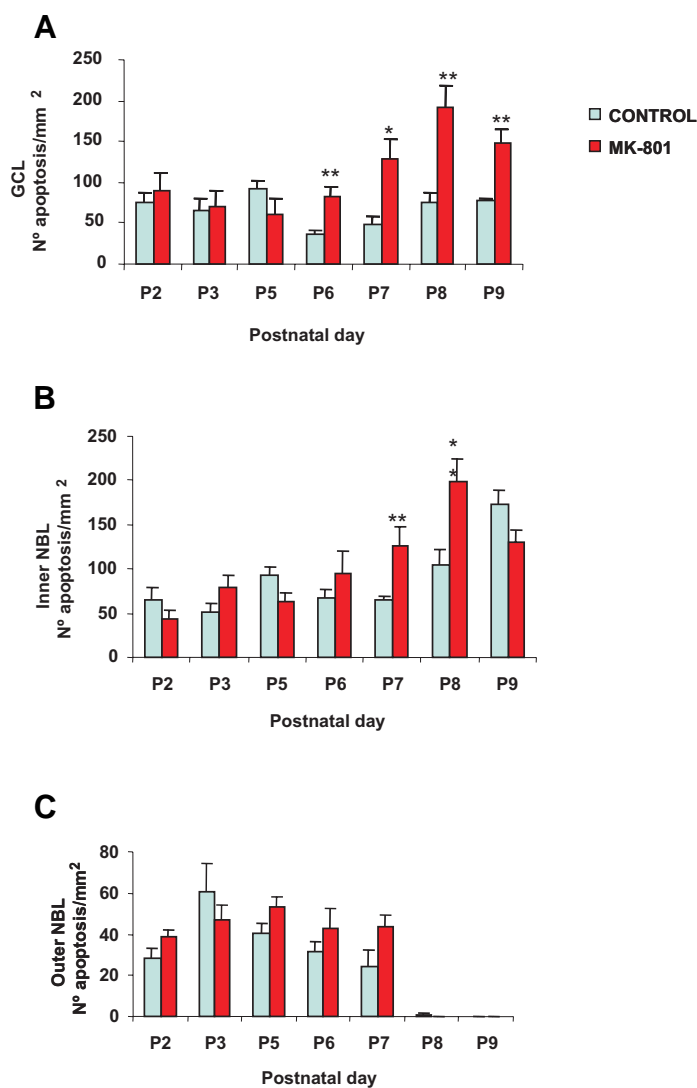 A
GCL
N° apoptosis/mm 2
250
200
150
100
50
0
** * ** **
P2 P3 P5 P6 P7 P8 P9
Postnatal day
CONTROL
MK-801
B
Inner NBL
N° apoptosis/mm 2
250
200
150
100
50
0
**
*
*
P2 P3 P5 P6 P7 P8 P9
Postnatal day
C
Outer NBL
N° apoptosis/mm2
80
60
40
20
0
P2 P3 P5 P6 P7 P8 P9
Postnatal day